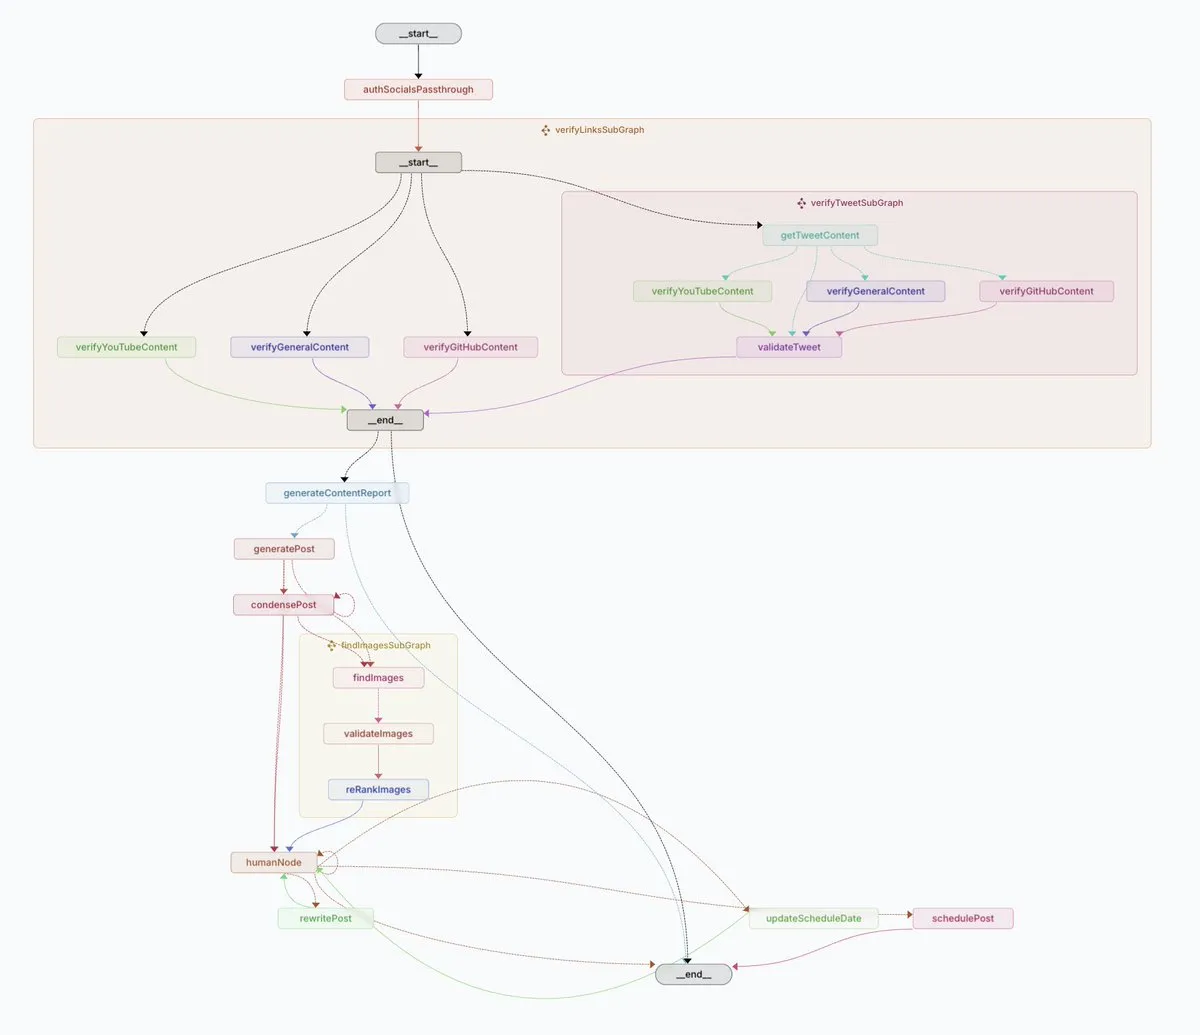 __start__
authSocialsPassthrough
verifyLinksSubGraph
__start__
verifyTweetSubGraph
getTweetContent
verifyYouTubeContent
verifyGeneralContent
verifyGitHubContent
verifyYouTubeContent
verifyGeneralContent
verifyGitHubContent
validateTweet
__end__
generateContentReport
generatePost
condensePost
findImagesSubGraph
findImages
validateImages
reRankImages
humanNode
rewritePost
updateScheduleDate
schedulePost
__end__